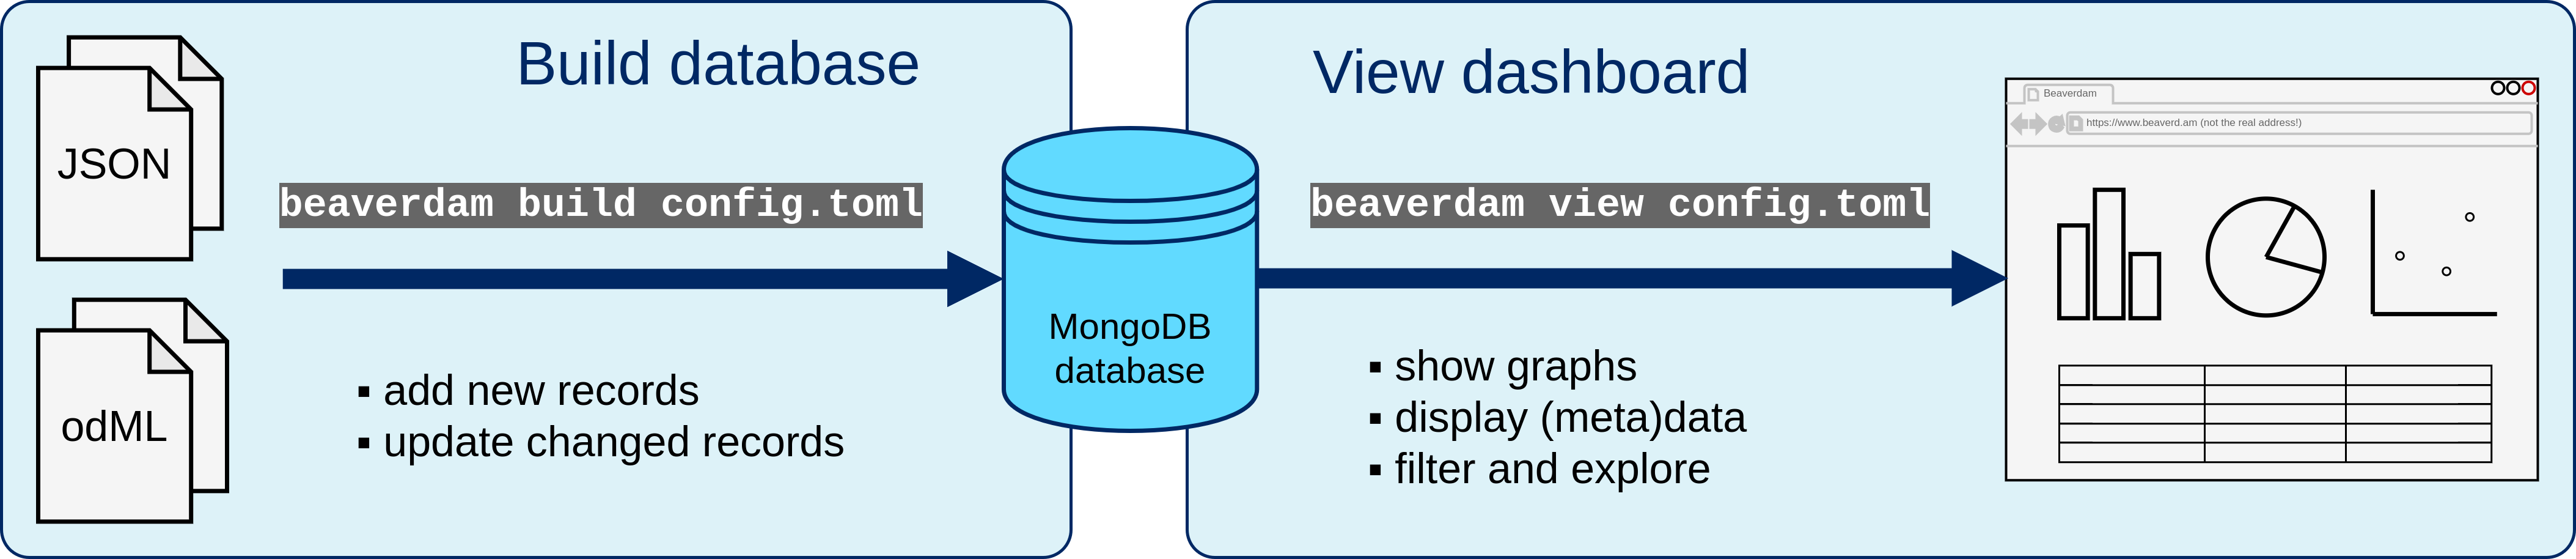 Build database
JSON
odML
beaverdam build config.toml
▪ add new records
▪ update changed records
MongoDB
database
View dashboard
beaverdam view config.toml
▪ show graphs
▪ display (meta)data
▪ filter and explore
Beaverdam
https://www.beaverd.am (not the real address!)